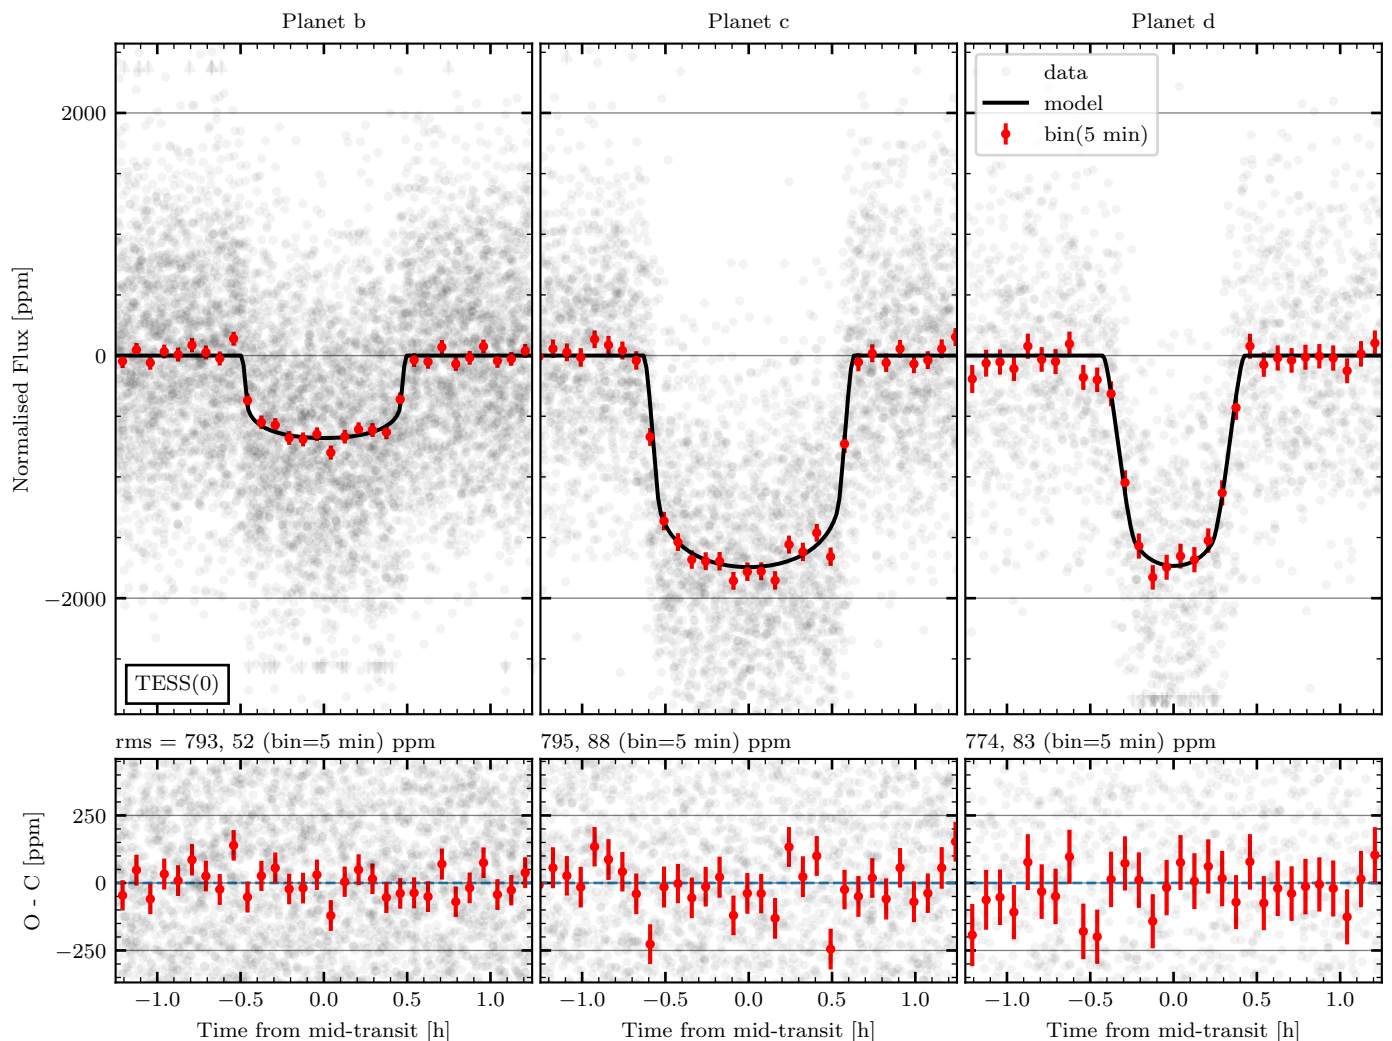 Planet b
Planet c
Planet d
data
model
bin(5 min)
2000
0
−2000
Normalised Flux [ppm]
TESS(0)
rms = 793, 52 (bin=5 min) ppm
795, 88 (bin=5 min) ppm
774, 83 (bin=5 min) ppm
250
0
−250
O - C [ppm]
−1.0 −0.5 0.0 0.5 1.0
−1.0 −0.5 0.0 0.5 1.0
−1.0 −0.5 0.0 0.5 1.0
Time from mid-transit [h]
Time from mid-transit [h]
Time from mid-transit [h]